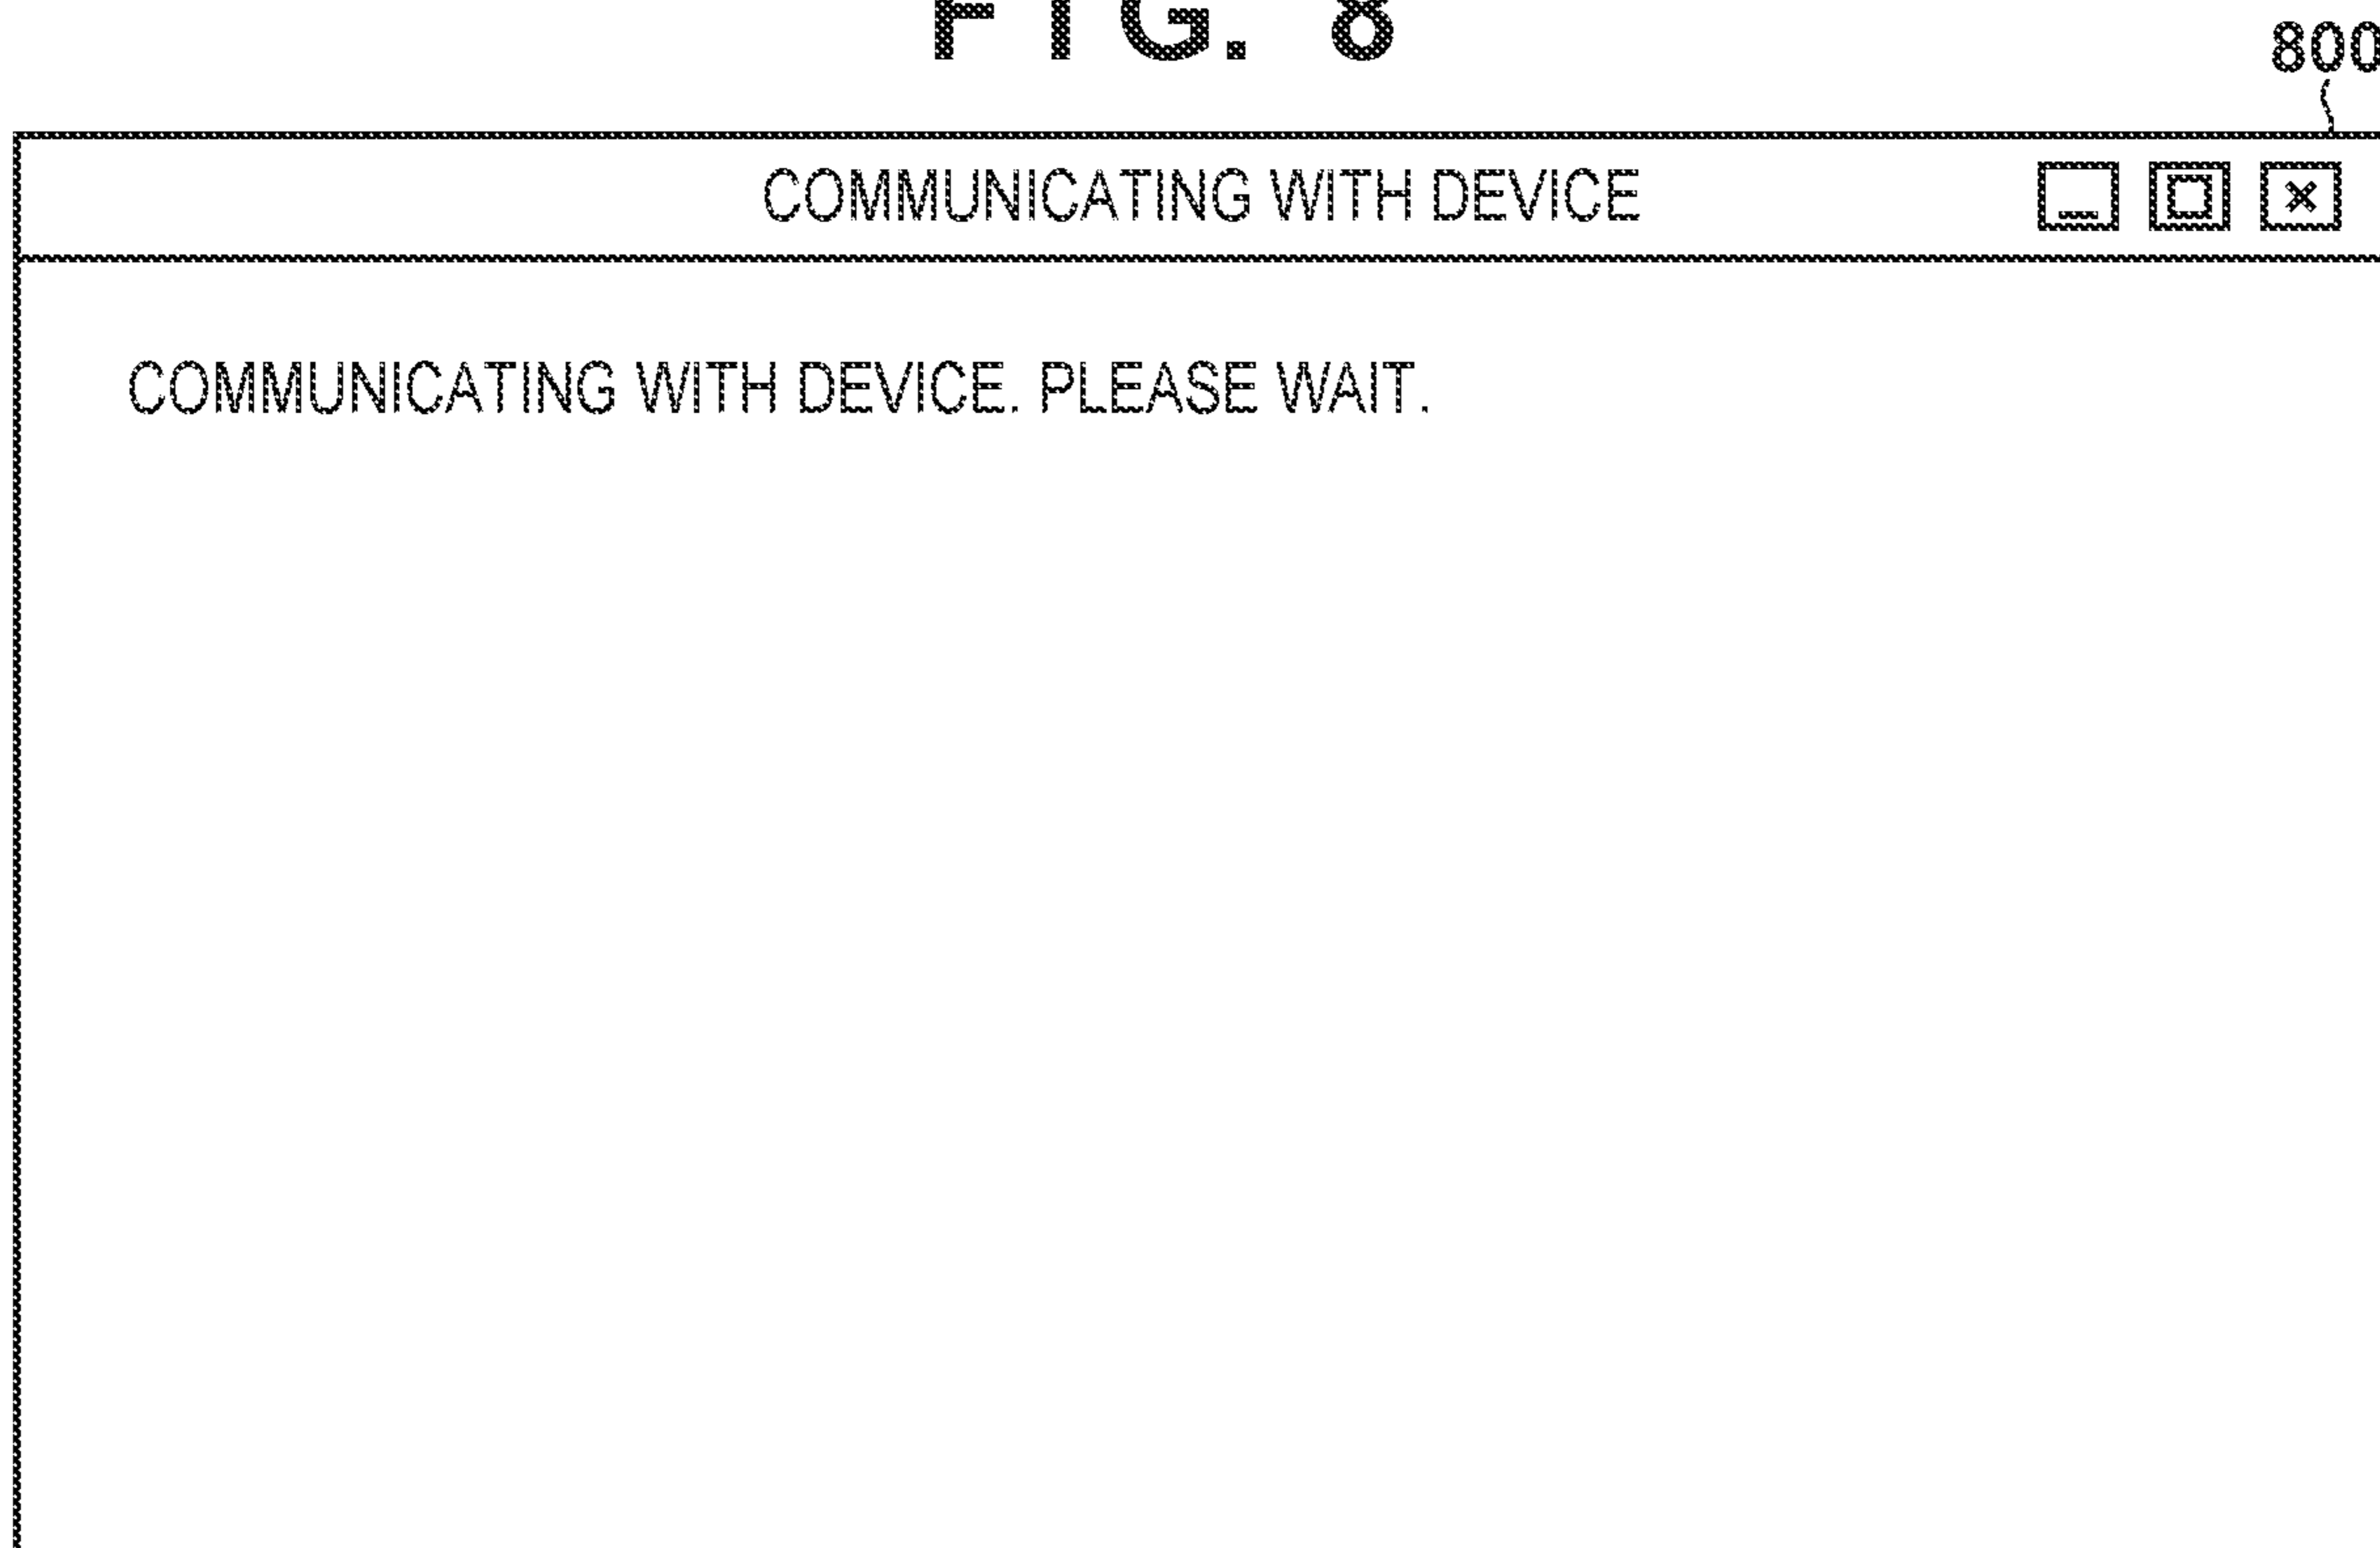 FIG. 8
800
COMMUNICATING WITH DEVICE
COMMUNICATING WITH DEVICE. PLEASE WAIT.